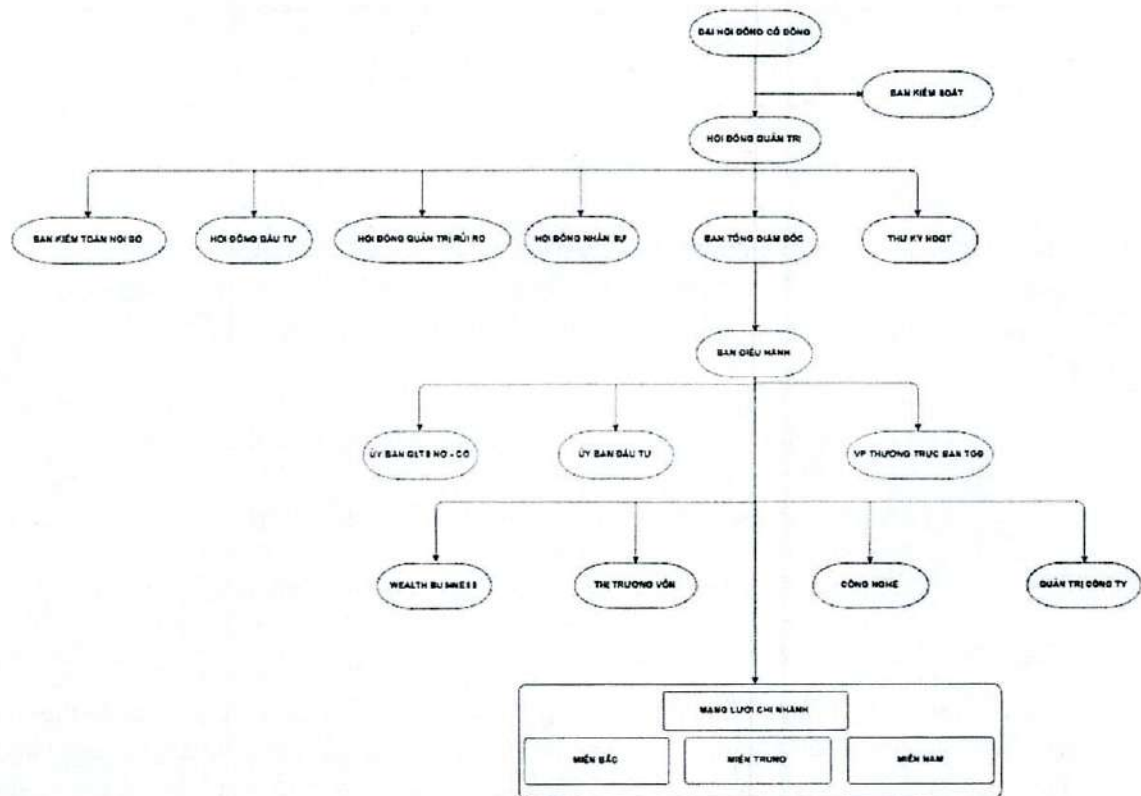 ĐẠI HỘI ĐỒNG CỔ ĐÔNG
BAN KIỂM SOÁT
HỘI ĐỒNG QUẢN TRỊ
BAN KIỂM TOÁN NỘI BỘ
HỘI ĐỒNG ĐẦU TƯ
HỘI ĐỒNG QUẢN TRỊ RỦI RO
HỘI ĐỒNG NHÂN SỰ
BAN TỔNG GIÁM ĐỐC
THƯ KÝ HĐQT
BAN ĐIỀU HÀNH
ỦY BAN QLTS NỢ - CÓ
ỦY BAN ĐẦU TƯ
VP THƯỜNG TRỰC BAN TGĐ
WEALTH BUSINESS
THỊ TRƯỜNG VỐN
CÔNG NGHỆ
QUẢN TRỊ CÔNG TY
MẠNG LƯỚI CHI NHÁNH
MIỀN BẮC
MIỀN TRUNG
MIỀN NAM